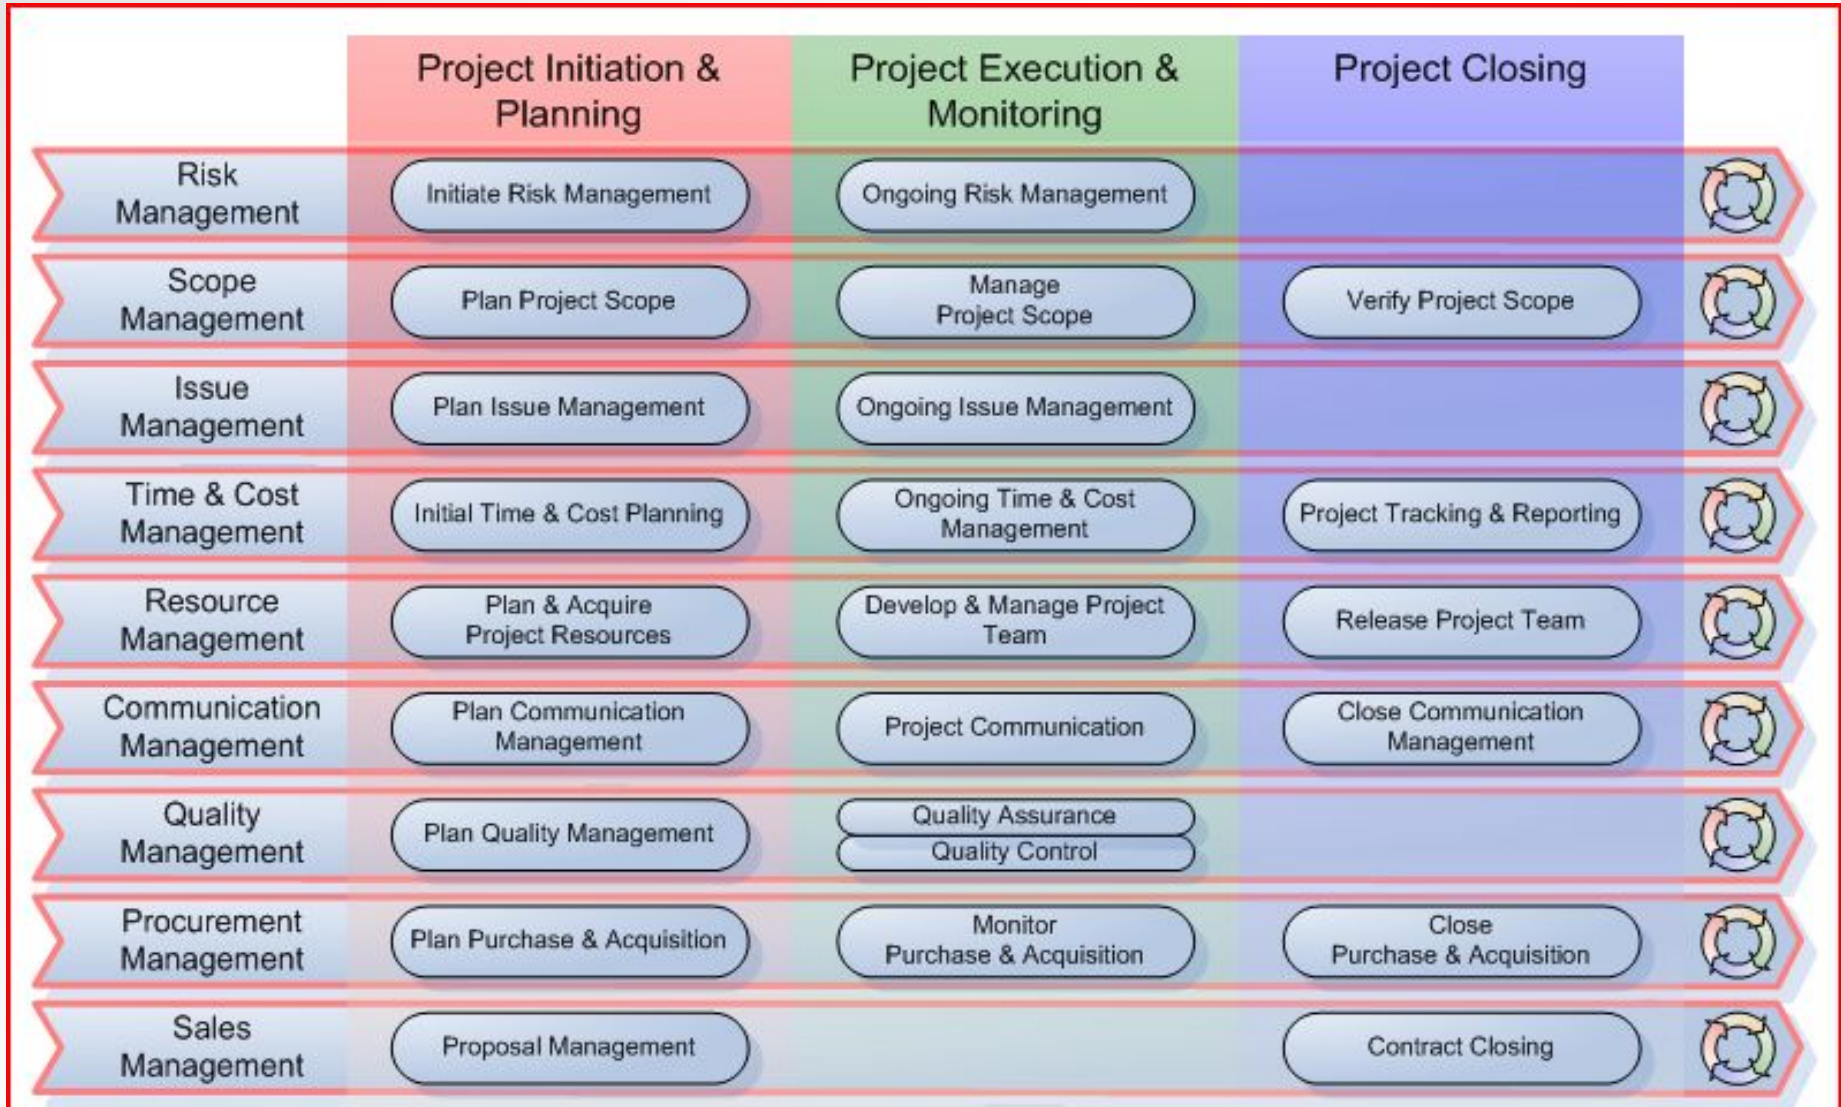 Project Initiation &
Planning
Project Execution &
Monitoring
Project Closing
Risk
Management
Initiate Risk Management
Ongoing Risk Management
Scope
Management
Plan Project Scope
Manage
Project Scope
Verify Project Scope
Issue
Management
Plan Issue Management
Ongoing Issue Management
Time & Cost
Management
Initial Time & Cost Planning
Ongoing Time & Cost
Management
Project Tracking & Reporting
Resource
Management
Plan & Acquire
Project Resources
Develop & Manage Project
Team
Release Project Team
Communication
Management
Plan Communication
Management
Project Communication
Close Communication
Management
Quality
Management
Plan Quality Management
Quality Assurance
Quality Control
Procurement
Management
Plan Purchase & Acquisition
Monitor
Purchase & Acquisition
Close
Purchase & Acquisition
Sales
Management
Proposal Management
Contract Closing